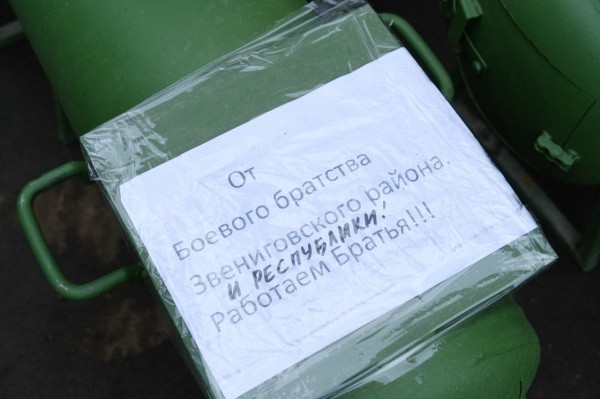 От
Боевого братства
Звениговского района.
И РЕСПУБЛИКИ!
Работаем Братья!!!